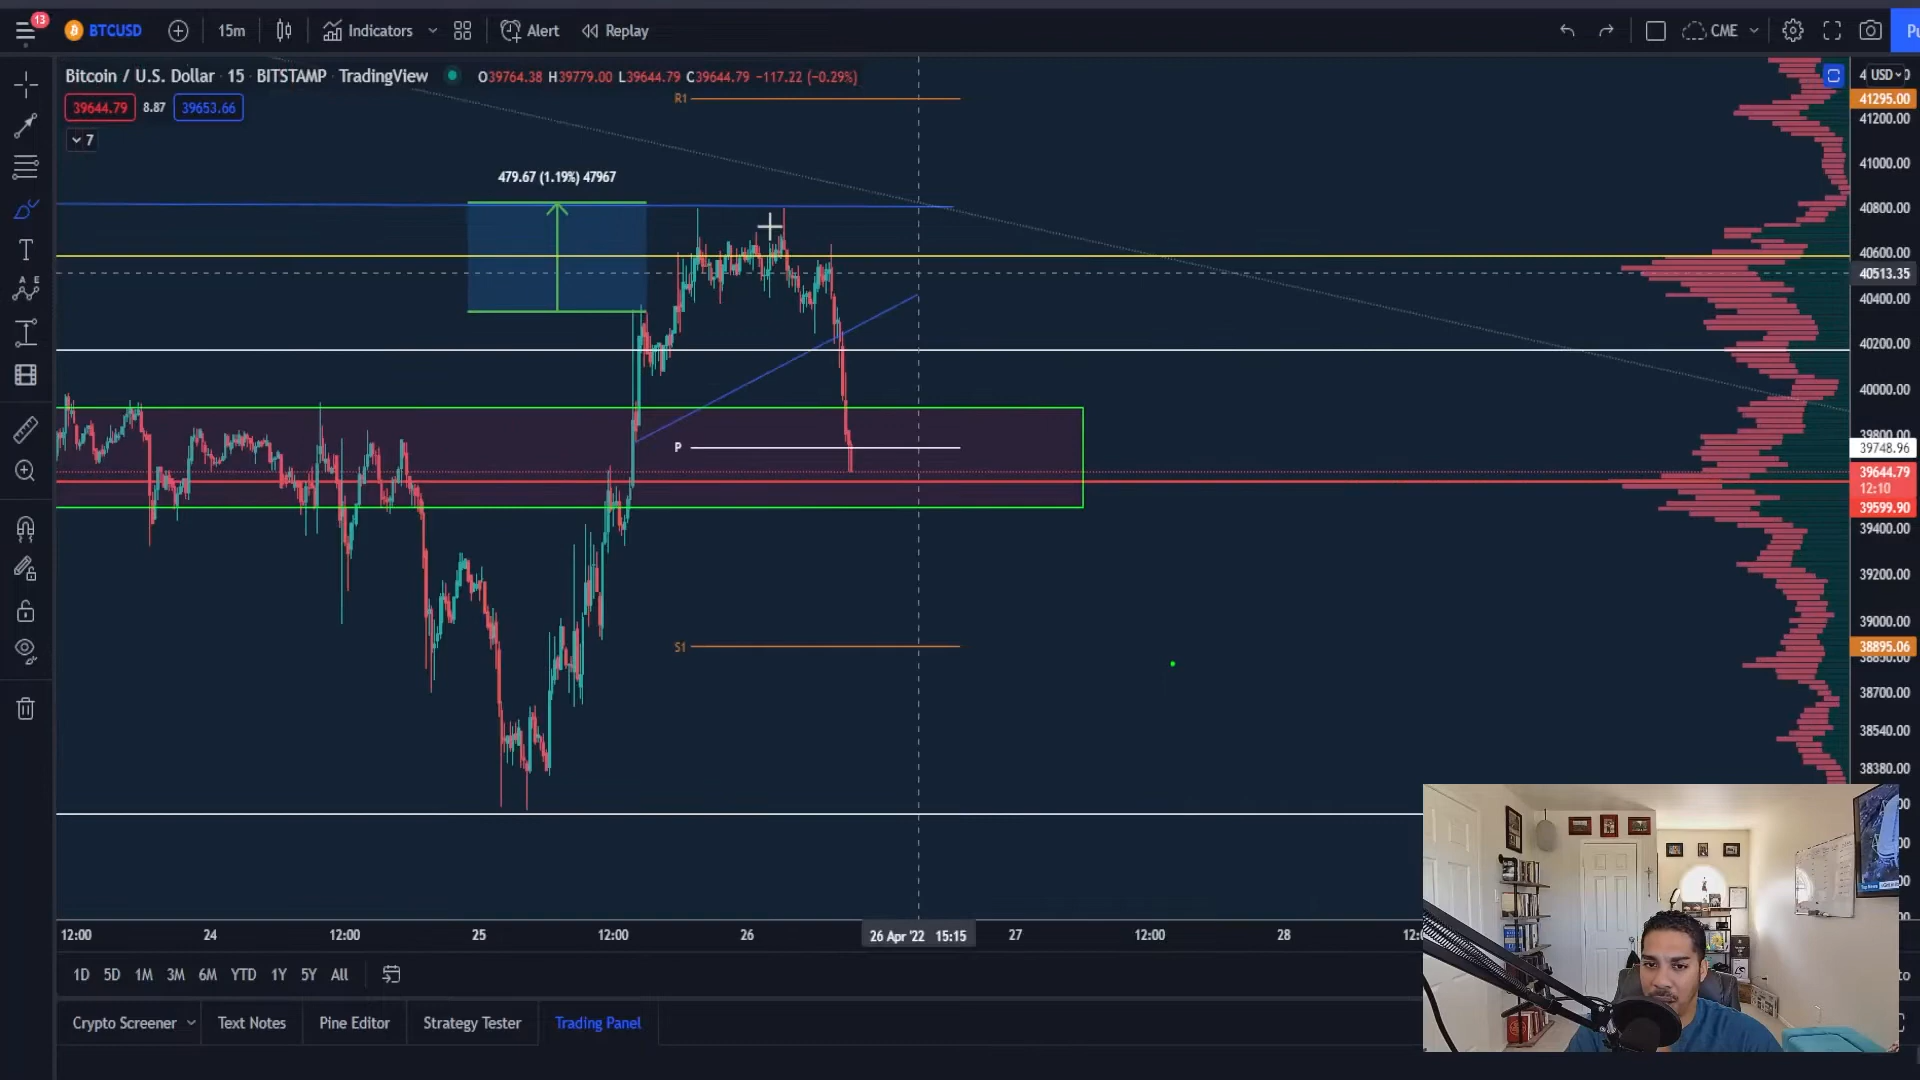 13
BTCUSD 15m Indicators Alert Replay CME Pu
Bitcoin / U.S. Dollar · 15 · BITSTAMP · TradingView O39764.38 H39779.00 L39644.79 C39644.79 −117.22 (−0.29%)
39644.79 8.87 39653.66
7
USD
R1
479.67 (1.19%) 47967
P
S1
41295.00
41200.00
41000.00
40800.00
40600.00
40513.35
40400.00
40200.00
40000.00
39800.00
39748.96
39644.79
12:10
39599.90
39400.00
39200.00
39000.00
38895.06
38850.00
38700.00
38540.00
38380.00
12:00 24 12:00 25 12:00 26 26 Apr '22 15:15 27 12:00 28
1D 5D 1M 3M 6M YTD 1Y 5Y All
Crypto Screener Text Notes Pine Editor Strategy Tester Trading Panel